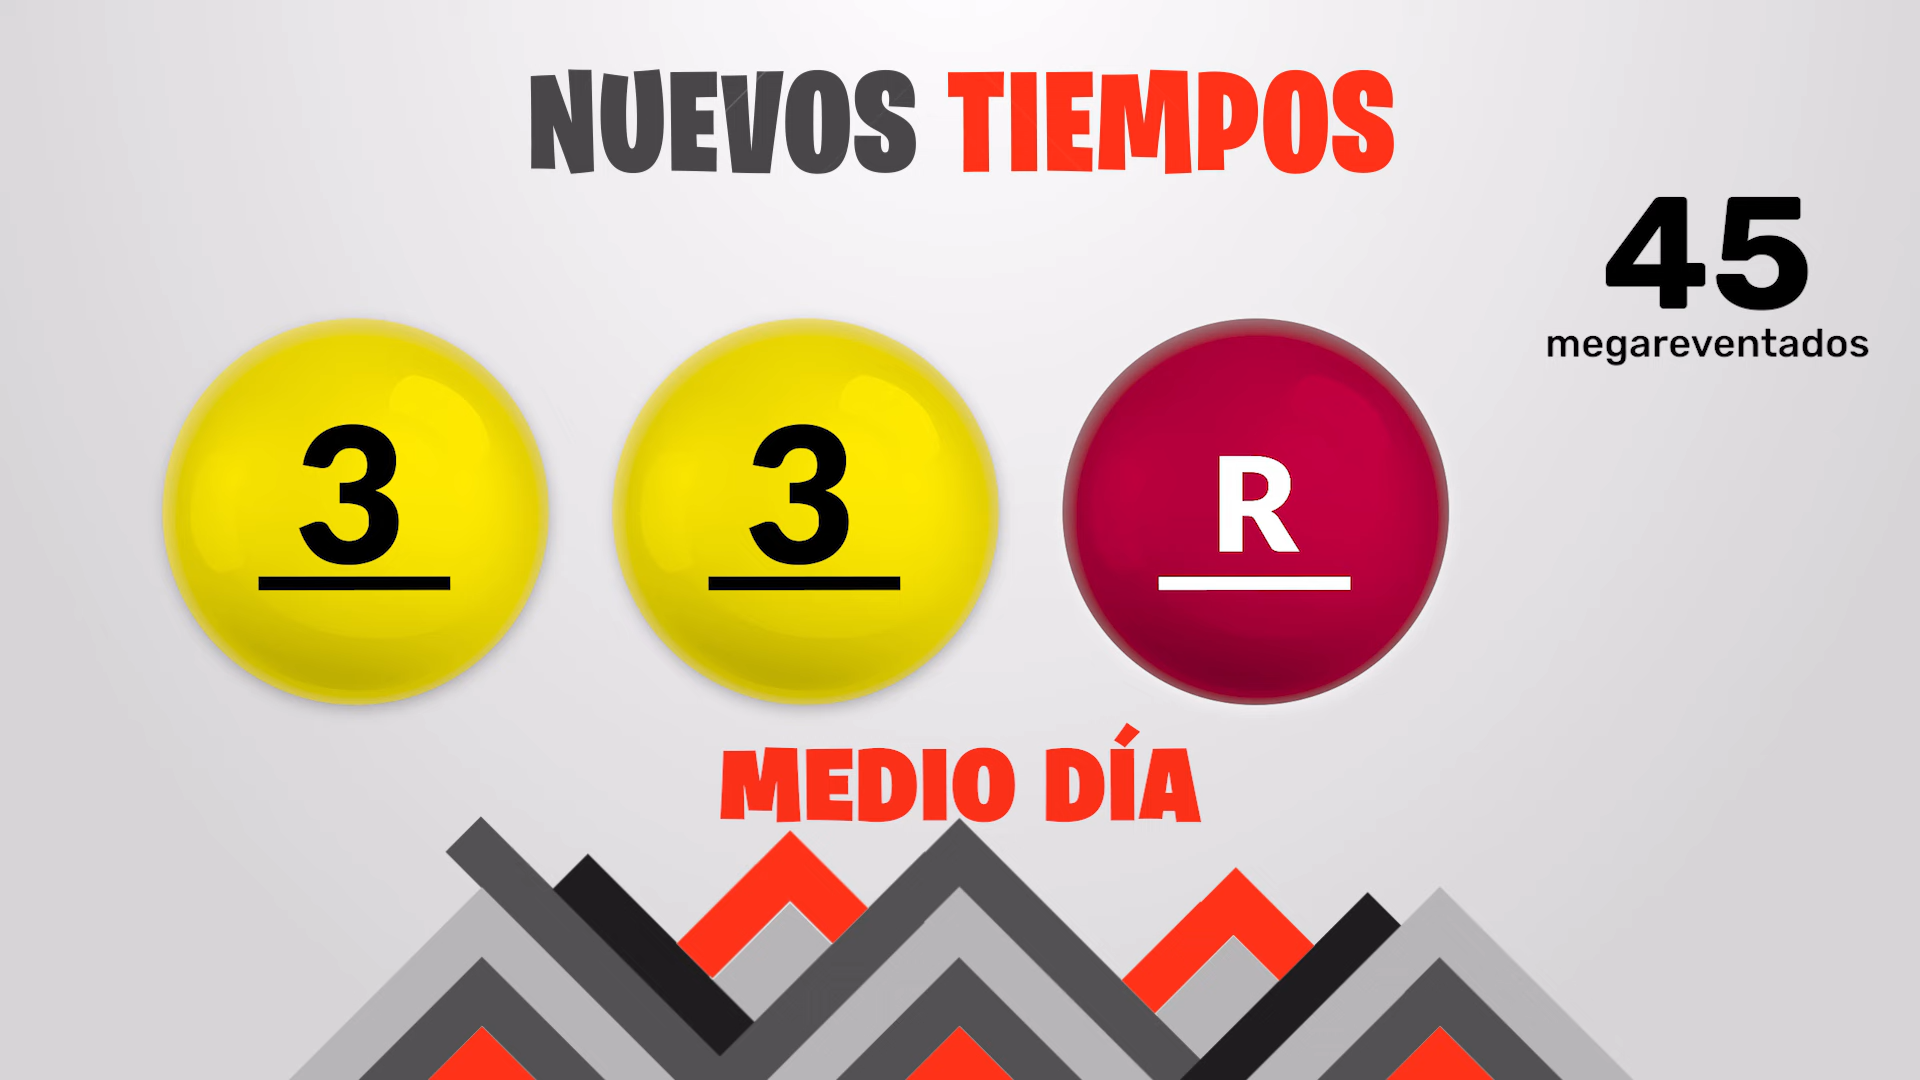 NUEVOS TIEMPOS
45
megareventados
3 3 R
MEDIO DÍA